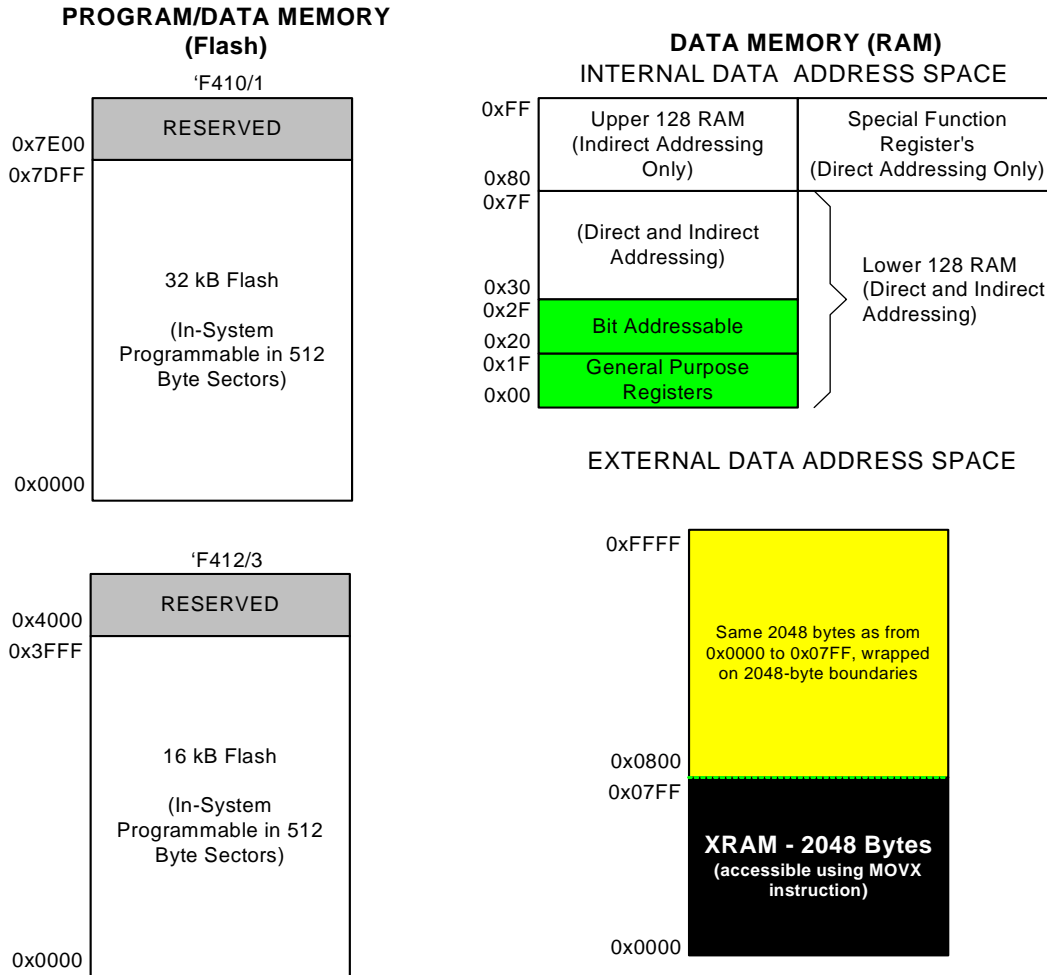 PROGRAM/DATA MEMORY
(Flash)
‘F410/1
RESERVED
0x7E00
0x7DFF
32 kB Flash
(In-System
Programmable in 512
Byte Sectors)
0x0000
‘F412/3
RESERVED
0x4000
0x3FFF
16 kB Flash
(In-System
Programmable in 512
Byte Sectors)
0x0000
DATA MEMORY (RAM)
INTERNAL DATA ADDRESS SPACE
0xFF
Upper 128 RAM
(Indirect Addressing
Only)
0x80
Special Function
Register's
(Direct Addressing Only)
0x7F
(Direct and Indirect
Addressing)
0x30
Lower 128 RAM
(Direct and Indirect
Addressing)
0x2F
Bit Addressable
0x20
0x1F
General Purpose
Registers
0x00
EXTERNAL DATA ADDRESS SPACE
0xFFFF
Same 2048 bytes as from
0x0000 to 0x07FF, wrapped
on 2048-byte boundaries
0x0800
0x07FF
XRAM - 2048 Bytes
(accessible using MOVX
instruction)
0x0000